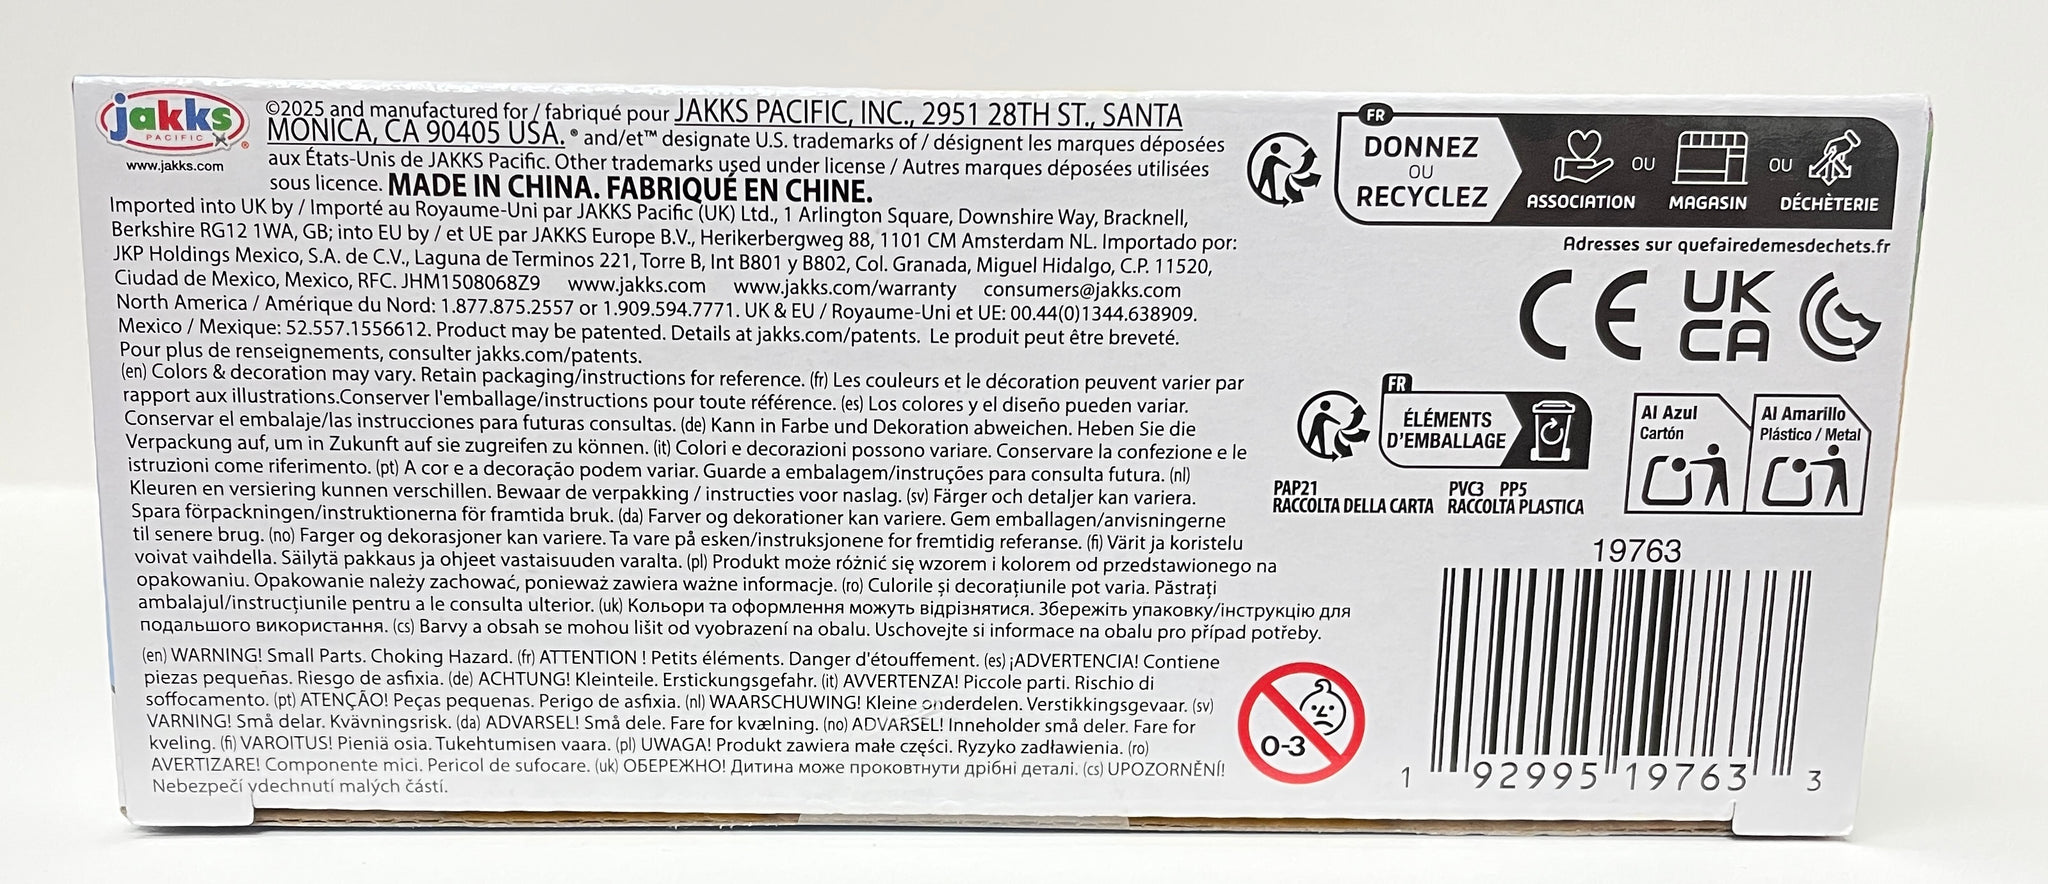 jakks
PACIFIC
www.jakks.com
©2025 and manufactured for / fabriqué pour JAKKS PACIFIC, INC., 2951 28TH ST., SANTA
MONICA, CA 90405 USA. ® and/et™ designate U.S. trademarks of / désignent les marques déposées
aux États-Unis de JAKKS Pacific. Other trademarks used under license / Autres marques déposées utilisées
sous licence. MADE IN CHINA. FABRIQUÉ EN CHINE.
Imported into UK by / Importé au Royaume-Uni par JAKKS Pacific (UK) Ltd., 1 Arlington Square, Downshire Way, Bracknell,
Berkshire RG12 1WA, GB; into EU by / et UE par JAKKS Europe B.V., Herikerbergweg 88, 1101 CM Amsterdam NL. Importado por:
JKP Holdings Mexico, S.A. de C.V., Laguna de Terminos 221, Torre B, Int B801 y B802, Col. Granada, Miguel Hidalgo, C.P. 11520,
Ciudad de Mexico, Mexico, RFC. JHM1508068Z9 www.jakks.com www.jakks.com/warranty consumers@jakks.com
North America / Amérique du Nord: 1.877.875.2557 or 1.909.594.7771. UK & EU / Royaume-Uni et UE: 00.44(0)1344.638909.
Mexico / Mexique: 52.557.1556612. Product may be patented. Details at jakks.com/patents. Le produit peut être breveté.
Pour plus de renseignements, consulter jakks.com/patents.
(en) Colors & decoration may vary. Retain packaging/instructions for reference. (fr) Les couleurs et le décoration peuvent varier par
rapport aux illustrations.Conserver l'emballage/instructions pour toute référence. (es) Los colores y el diseño pueden variar.
Conservar el embalaje/las instrucciones para futuras consultas. (de) Kann in Farbe und Dekoration abweichen. Heben Sie die
Verpackung auf, um in Zukunft auf sie zugreifen zu können. (it) Colori e decorazioni possono variare. Conservare la confezione e le
istruzioni come riferimento. (pt) A cor e a decoração podem variar. Guarde a embalagem/instruções para consulta futura. (nl)
Kleuren en versiering kunnen verschillen. Bewaar de verpakking / instructies voor naslag. (sv) Färger och detaljer kan variera.
Spara förpackningen/instruktionerna för framtida bruk. (da) Farver og dekorationer kan variere. Gem emballagen/anvisningerne
til senere brug. (no) Farger og dekorasjoner kan variere. Ta vare på esken/instruksjonene for fremtidig referanse. (fi) Värit ja koristelu
voivat vaihdella. Säilytä pakkaus ja ohjeet vastaisuuden varalta. (pl) Produkt może różnić się wzorem i kolorem od przedstawionego na
opakowaniu. Opakowanie należy zachować, ponieważ zawiera ważne informacje. (ro) Culorile și decorațiunile pot varia. Păstrați
ambalajul/instrucțiunile pentru a le consulta ulterior. (uk) Кольори та оформлення можуть відрізнятися. Збережіть упаковку/інструкцію для
подальшого використання. (cs) Barvy a obsah se mohou lišit od vyobrazení na obalu. Uschovejte si informace na obalu pro případ potřeby.
(en) WARNING! Small Parts. Choking Hazard. (fr) ATTENTION ! Petits éléments. Danger d'étouffement. (es) ¡ADVERTENCIA! Contiene
piezas pequeñas. Riesgo de asfixia. (de) ACHTUNG! Kleinteile. Erstickungsgefahr. (it) AVVERTENZA! Piccole parti. Rischio di
soffocamento. (pt) ATENÇÃO! Peças pequenas. Perigo de asfixia. (nl) WAARSCHUWING! Kleine onderdelen. Verstikkingsgevaar. (sv)
VARNING! Små delar. Kvävningsrisk. (da) ADVARSEL! Små dele. Fare for kvælning. (no) ADVARSEL! Inneholder små deler. Fare for
kveling. (fi) VAROITUS! Pieniä osia. Tukehtumisen vaara. (pl) UWAGA! Produkt zawiera małe części. Ryzyko zadławienia. (ro)
AVERTIZARE! Componente mici. Pericol de sufocare. (uk) ОБЕРЕЖНО! Дитина може проковтнути дрібні деталі. (cs) UPOZORNĚNÍ!
Nebezpečí vdechnutí malých částí.
0-3
FR
DONNEZ
OU
RECYCLEZ
ASSOCIATION OU MAGASIN OU DÉCHÈTERIE
Adresses sur quefairedemesdechets.fr
CE UK CA
FR
ÉLÉMENTS
D'EMBALLAGE
PAP21
RACCOLTA DELLA CARTA
PVC3 PP5
RACCOLTA PLASTICA
Al Azul
Cartón
Al Amarillo
Plástico / Metal
19763
1 92995 19763 3